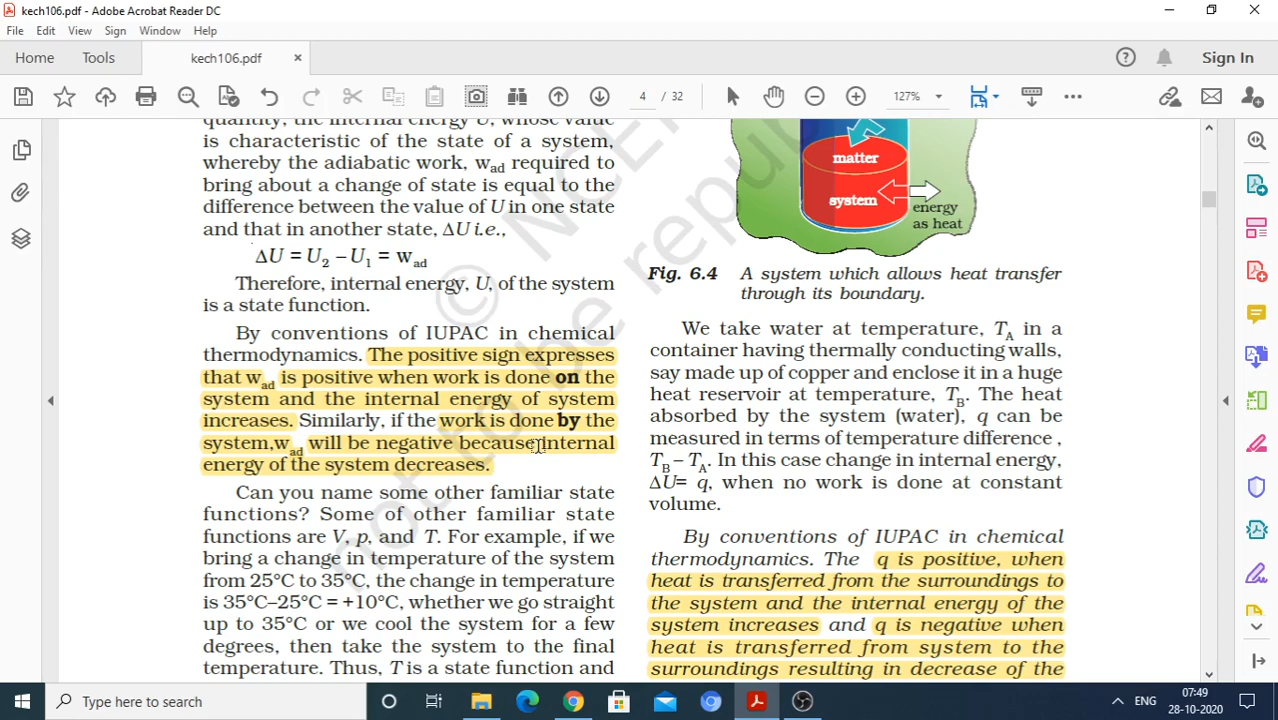 kech106.pdf - Adobe Acrobat Reader DC
File Edit View Sign Window Help
Home Tools kech106.pdf × Sign In
4 / 32 127%
quantity, the internal energy U, whose value
is characteristic of the state of a system,
whereby the adiabatic work, wad required to
bring about a change of state is equal to the
difference between the value of U in one state
and that in another state, ΔU i.e.,
ΔU = U2 – U1 = wad
Therefore, internal energy, U, of the system
is a state function.
By conventions of IUPAC in chemical
thermodynamics. The positive sign expresses
that wad is positive when work is done on the
system and the internal energy of system
increases. Similarly, if the work is done by the
system,wad will be negative because internal
energy of the system decreases.
Can you name some other familiar state
functions? Some of other familiar state
functions are V, p, and T. For example, if we
bring a change in temperature of the system
from 25°C to 35°C, the change in temperature
is 35°C–25°C = +10°C, whether we go straight
up to 35°C or we cool the system for a few
degrees, then take the system to the final
temperature. Thus, T is a state function and
matter
system
energy
as heat
Fig. 6.4 A system which allows heat transfer
through its boundary.
We take water at temperature, TA in a
container having thermally conducting walls,
say made up of copper and enclose it in a huge
heat reservoir at temperature, TB. The heat
absorbed by the system (water), q can be
measured in terms of temperature difference ,
TB – TA. In this case change in internal energy,
ΔU= q, when no work is done at constant
volume.
By conventions of IUPAC in chemical
thermodynamics. The q is positive, when
heat is transferred from the surroundings to
the system and the internal energy of the
system increases and q is negative when
heat is transferred from system to the
surroundings resulting in decrease of the
© NCE
not to be repu
Type here to search
ENG
07:49
28-10-2020